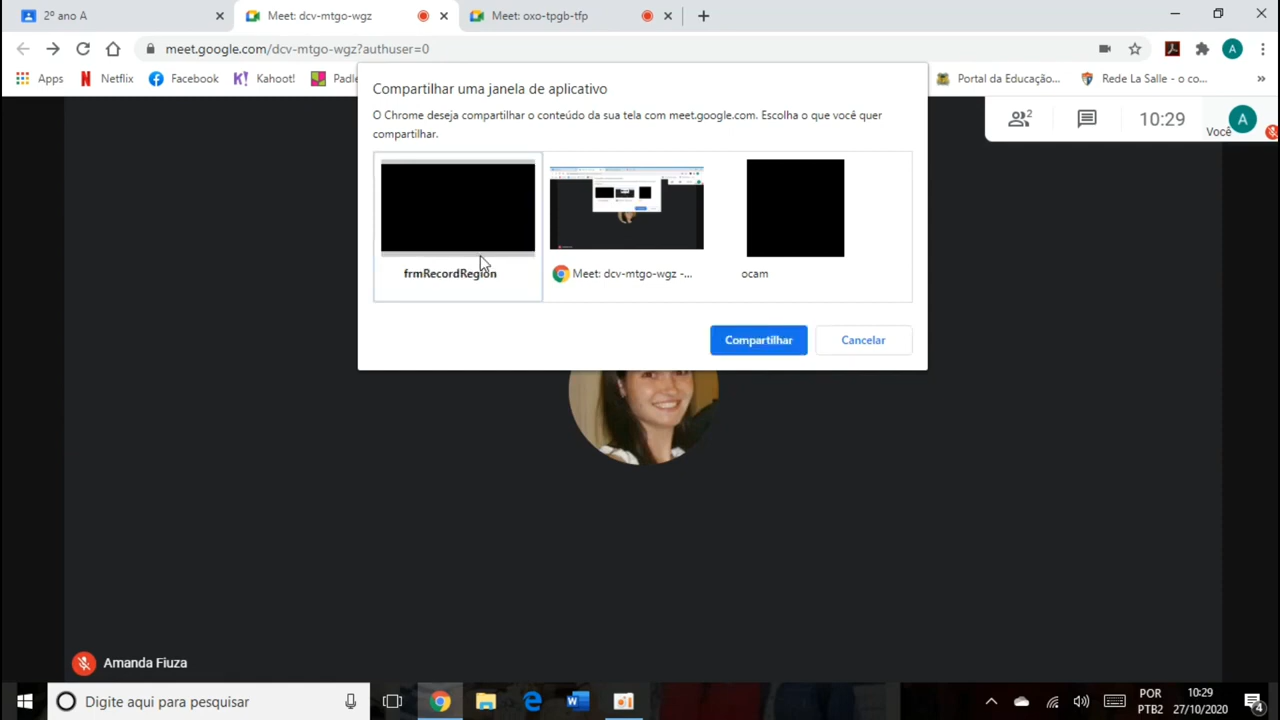 2º ano A
Meet: dcv-mtgo-wgz
Meet: oxo-tpgb-tfp
meet.google.com/dcv-mtgo-wgz?authuser=0
A
Apps
Netflix
Facebook
Kahoot!
Padle
Portal da Educação...
Rede La Salle - o co...
»
Compartilhar uma janela de aplicativo
O Chrome deseja compartilhar o conteúdo da sua tela com meet.google.com. Escolha o que você quer
compartilhar.
2
10:29
A
Você
frmRecordRegion
Meet: dcv-mtgo-wgz -...
ocam
Compartilhar
Cancelar
Amanda Fiuza
Digite aqui para pesquisar
POR
PTB2
10:29
27/10/2020
4